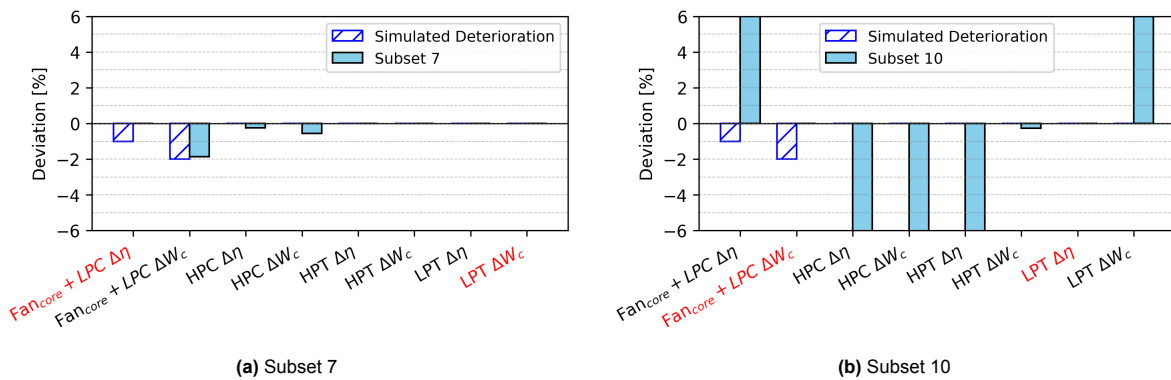 6
4
2
0
−2
−4
−6
Deviation [%]
Simulated Deterioration
Subset 7
Fan_core + LPC Δη
Fan_core + LPC ΔW_c
HPC Δη
HPC ΔW_c
HPT Δη
HPT ΔW_c
LPT Δη
LPT ΔW_c
(a) Subset 7
6
4
2
0
−2
−4
−6
Deviation [%]
Simulated Deterioration
Subset 10
Fan_core + LPC Δη
Fan_core + LPC ΔW_c
HPC Δη
HPC ΔW_c
HPT Δη
HPT ΔW_c
LPT Δη
LPT ΔW_c
(b) Subset 10